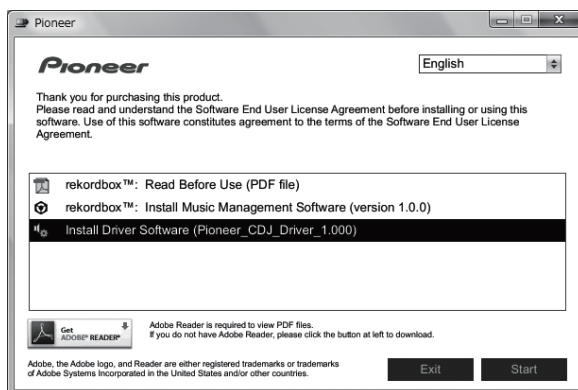 Pioneer
Pioneer
English
Thank you for purchasing this product.
Please read and understand the Software End User License Agreement before installing or using this
software. Use of this software constitutes agreement to the terms of the Software End User License
Agreement.
rekordbox™: Read Before Use (PDF file)
rekordbox™: Install Music Management Software (version 1.0.0)
Install Driver Software (Pioneer_CDJ_Driver_1.000)
Get
ADOBE® READER®
Adobe Reader is required to view PDF files.
If you do not have Adobe Reader, please click the button at left to download.
Adobe, the Adobe logo, and Reader are either registered trademarks or trademarks
of Adobe Systems Incorporated in the United States and/or other countries.
Exit
Start